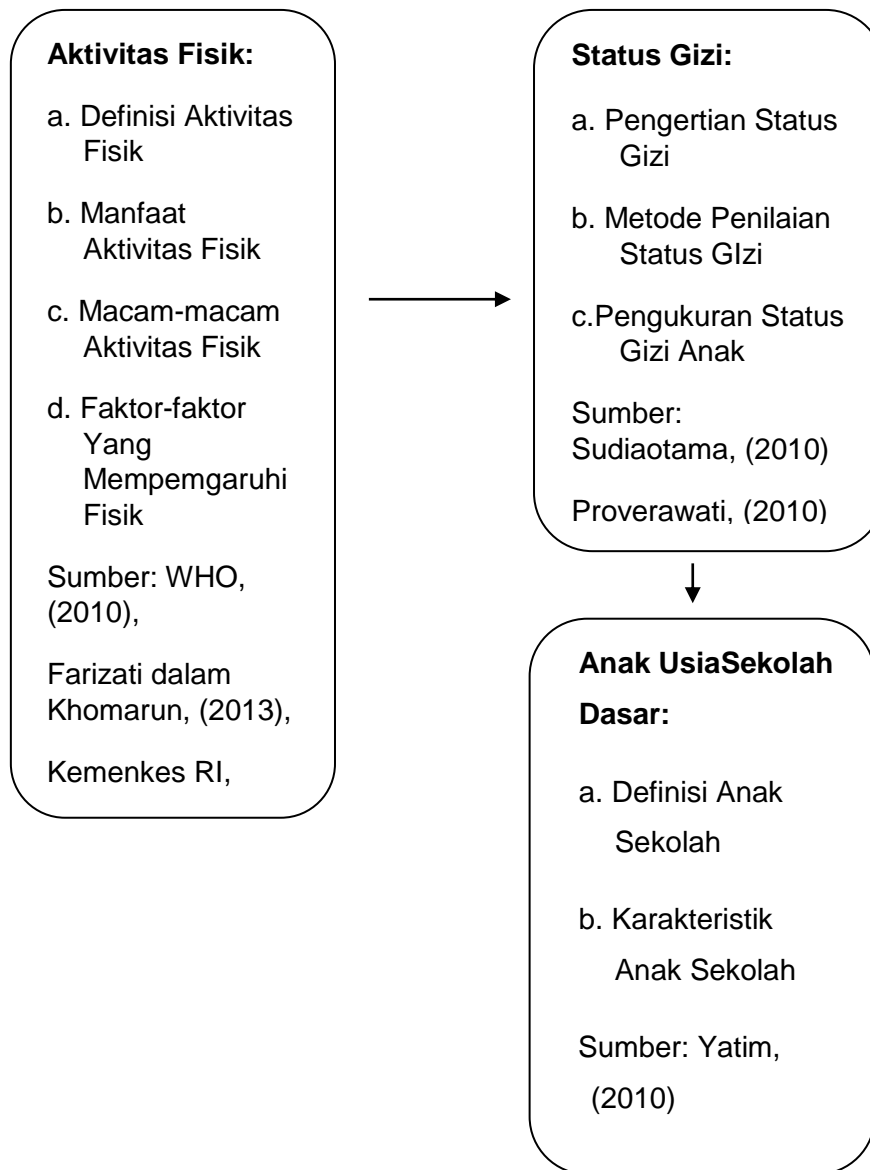 Aktivitas Fisik:
a. Definisi Aktivitas
Fisik
b. Manfaat
Aktivitas Fisik
c. Macam-macam
Aktivitas Fisik
d. Faktor-faktor
Yang
Mempemgaruhi
Fisik
Sumber: WHO,
(2010),
Farizati dalam
Khomarun, (2013),
Kemenkes RI,
Status Gizi:
a. Pengertian Status
Gizi
b. Metode Penilaian
Status GIzi
c.Pengukuran Status
Gizi Anak
Sumber:
Sudiaotama, (2010)
Proverawati, (2010)
Anak UsiaSekolah
Dasar:
a. Definisi Anak
Sekolah
b. Karakteristik
Anak Sekolah
Sumber: Yatim,
(2010)